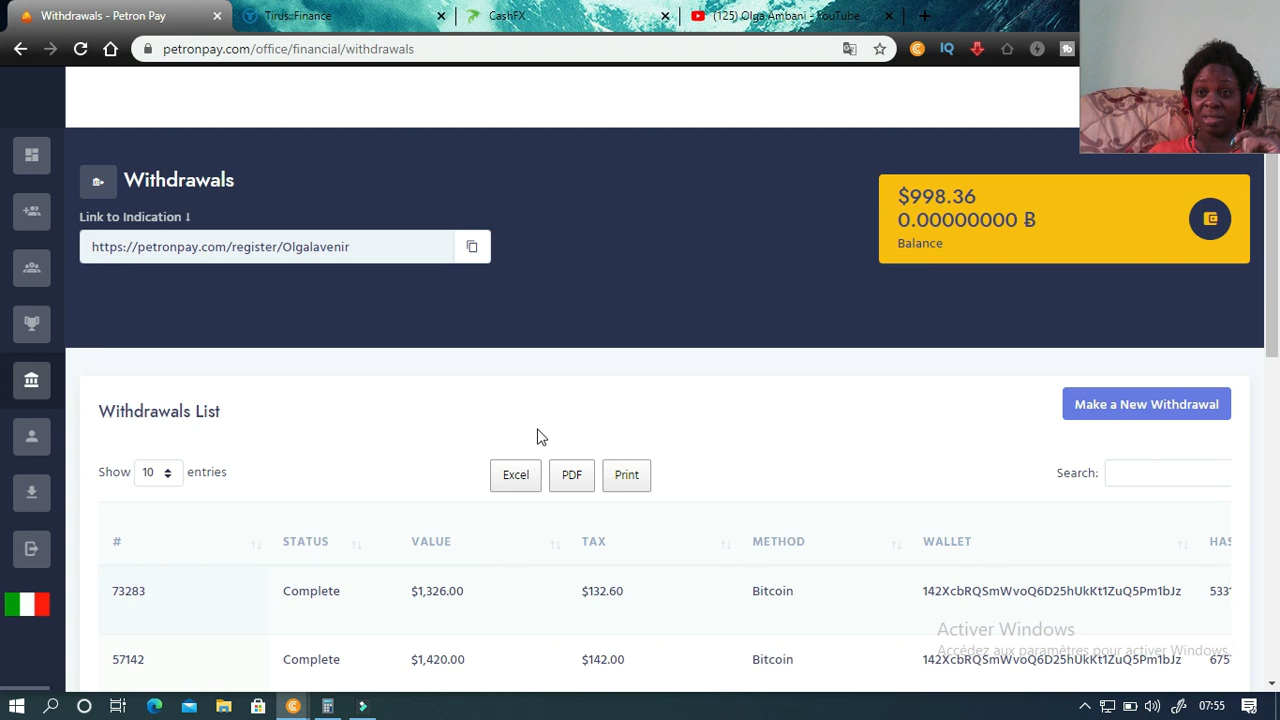 Withdrawals - Petron Pay
Tirus::Finance
CashFX
(125) Olga Ambani - YouTube
petronpay.com/office/financial/withdrawals
IQ
Withdrawals
Link to Indication
https://petronpay.com/register/Olgalavenir
$998.36
0.00000000 Ƀ
Balance
Withdrawals List
Make a New Withdrawal
Show 10 entries
Excel
PDF
Print
Search:
# STATUS VALUE TAX METHOD WALLET HAS
73283 Complete $1,326.00 $132.60 Bitcoin 142XcbRQSmWvoQ6D25hUkKt1ZuQ5Pm1bJz 533
Activer Windows
Accédez aux paramètres pour activer Windows.
57142 Complete $1,420.00 $142.00 Bitcoin 142XcbRQSmWvoQ6D25hUkKt1ZuQ5Pm1bJz 675
07:55